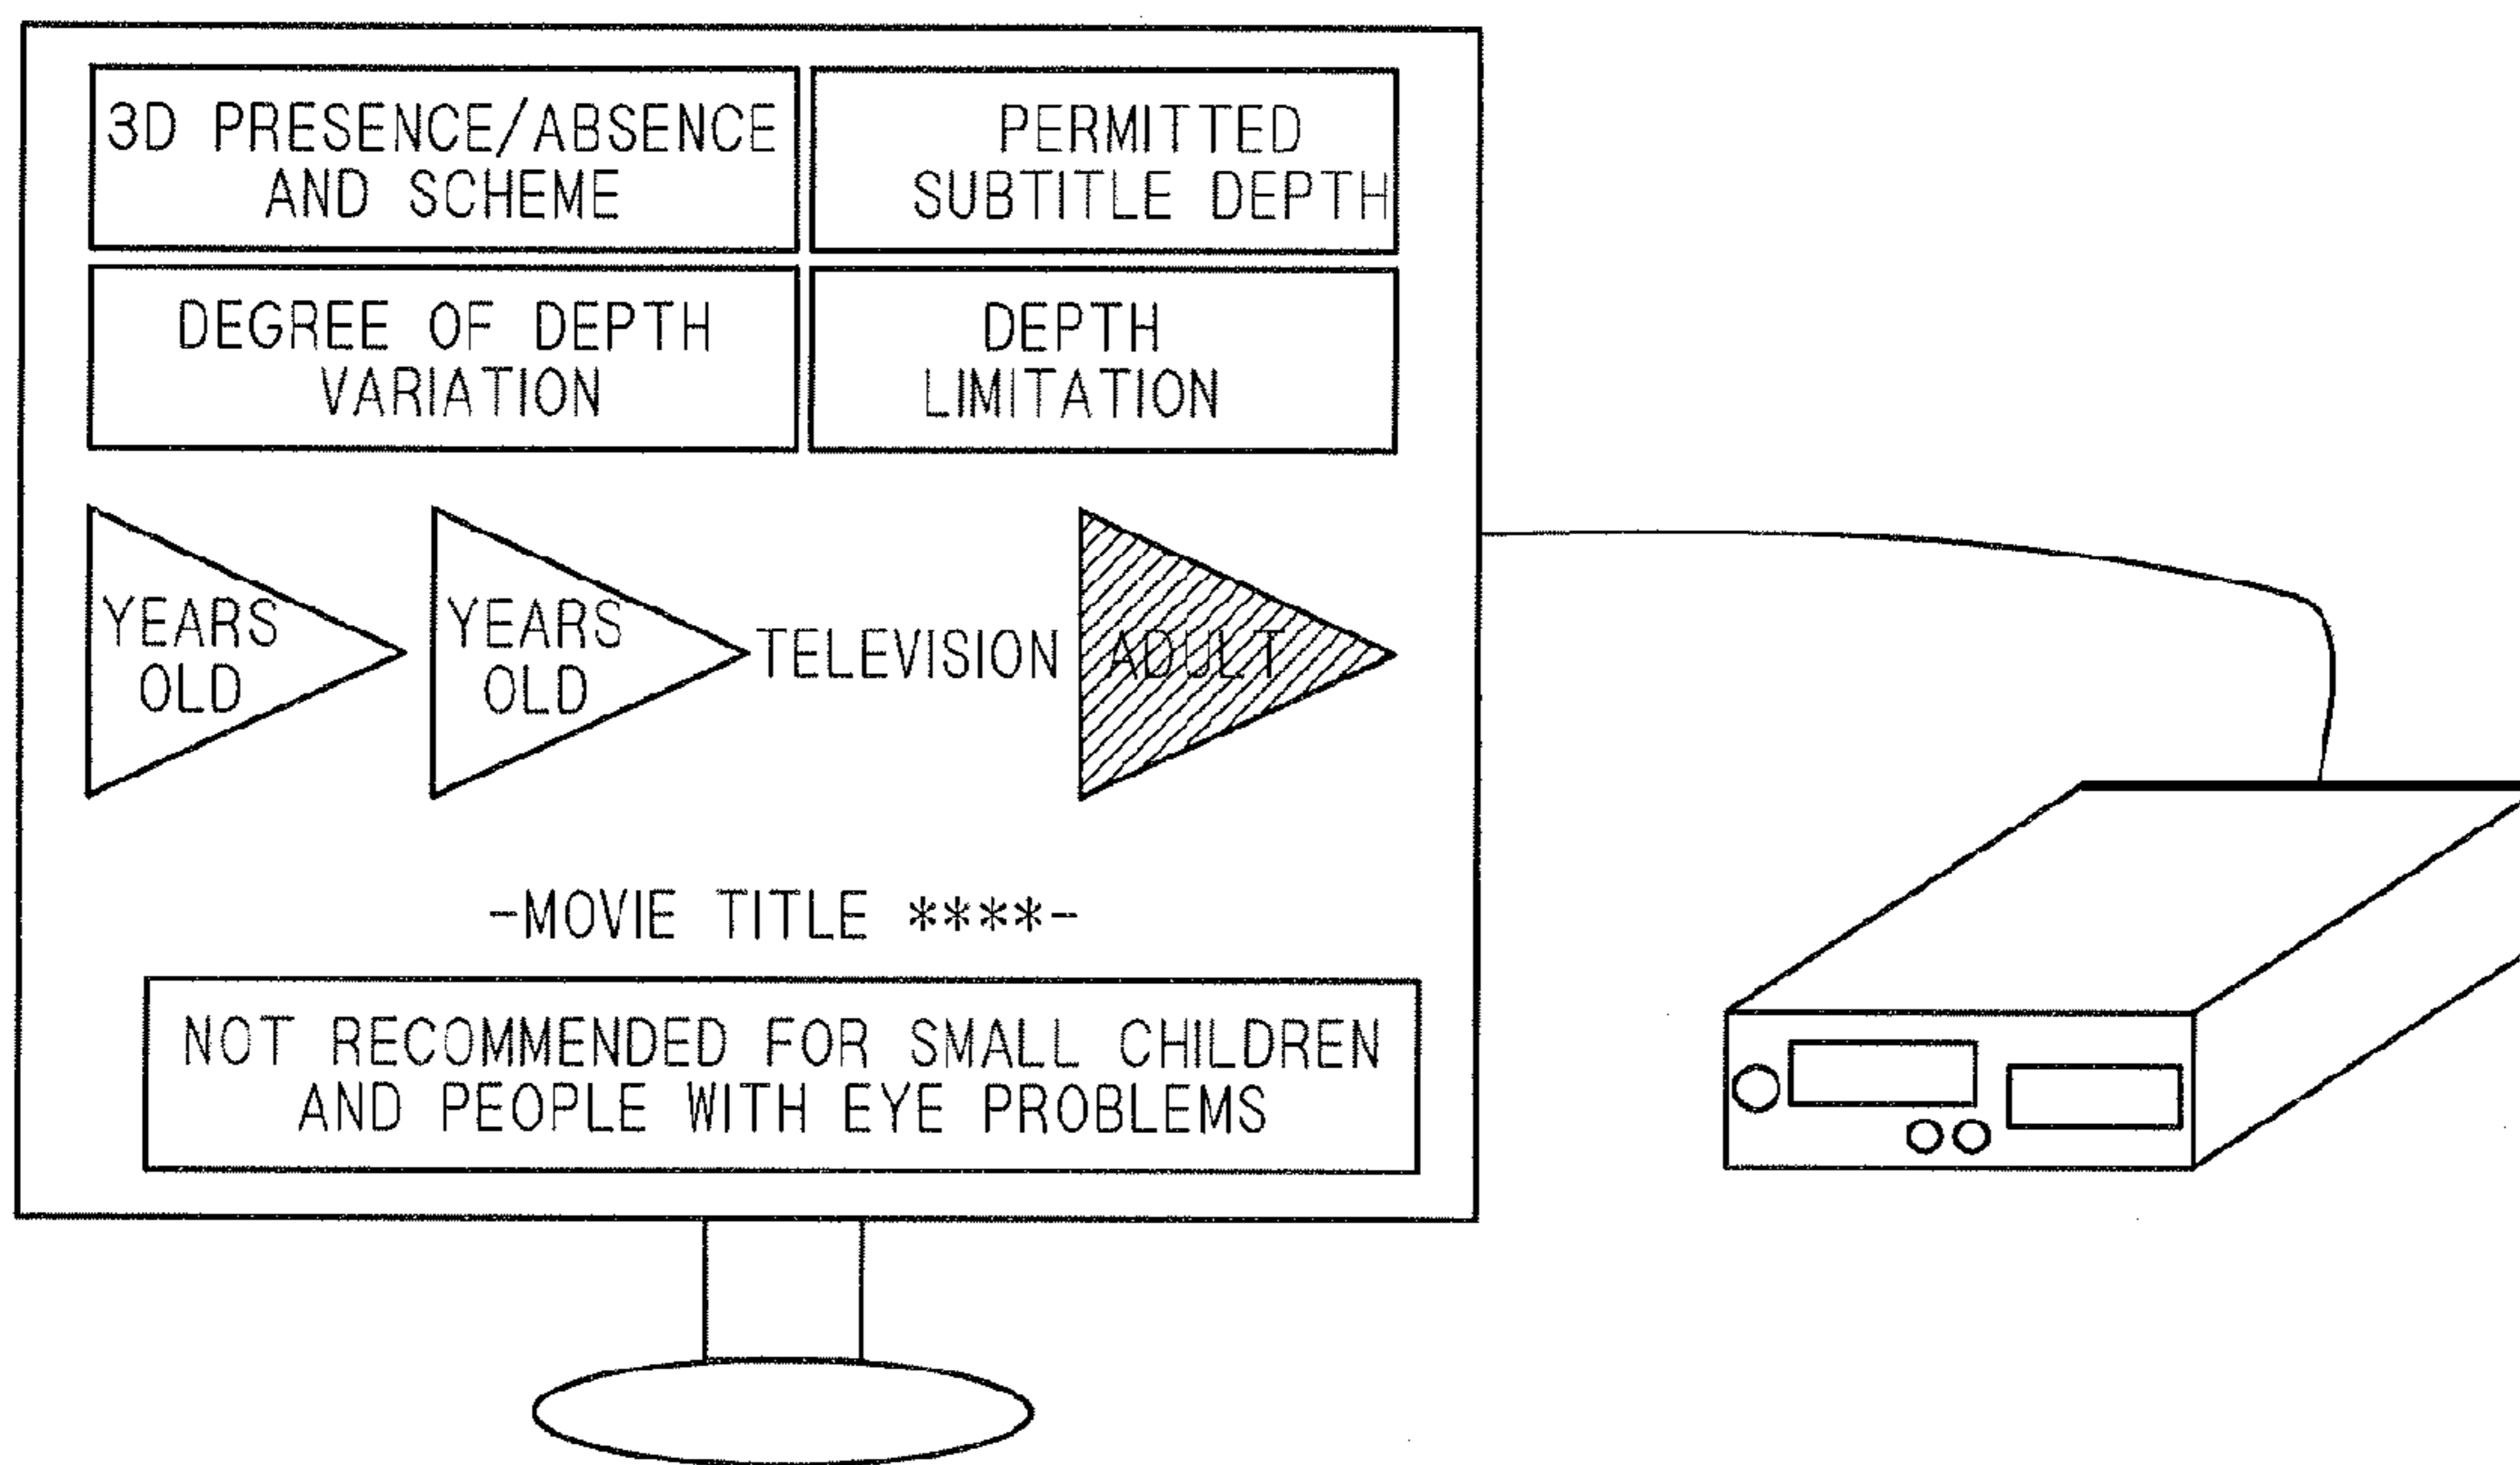 3D PRESENCE/ABSENCE
AND SCHEME
PERMITTED
SUBTITLE DEPTH
DEGREE OF DEPTH
VARIATION
DEPTH
LIMITATION
YEARS
OLD
YEARS
OLD
TELEVISION
ADULT
-MOVIE TITLE ****-
NOT RECOMMENDED FOR SMALL CHILDREN
AND PEOPLE WITH EYE PROBLEMS